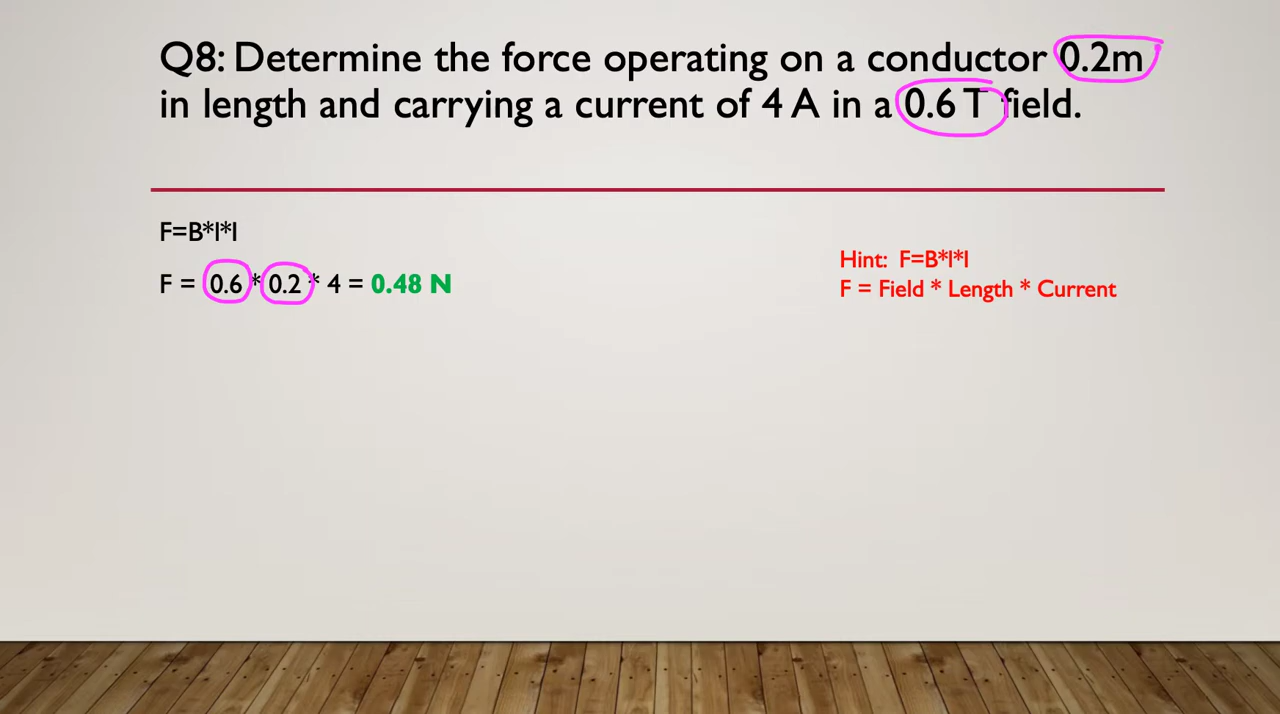 Q8: Determine the force operating on a conductor 0.2m
in length and carrying a current of 4 A in a 0.6 T field.
F=B*l*I
F = 0.6 * 0.2 * 4 = 0.48 N
Hint: F=B*l*I
F = Field * Length * Current